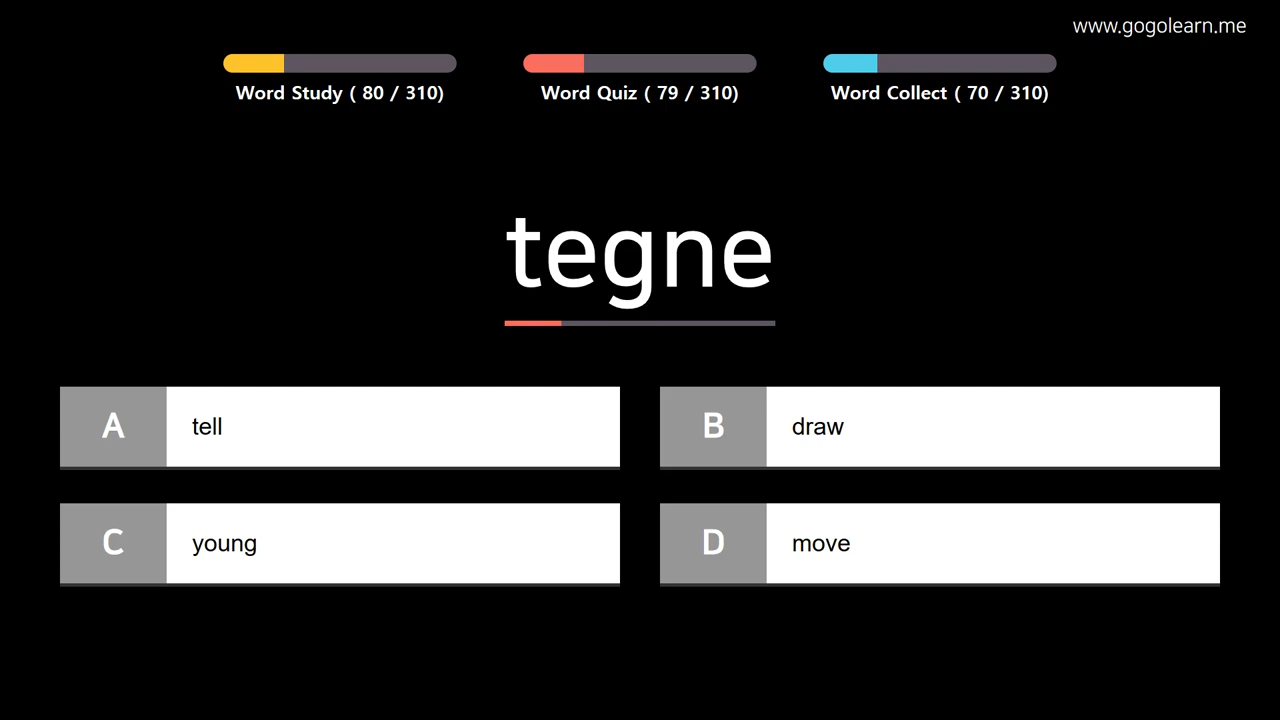 www.gogolearn.me
Word Study ( 80 / 310)
Word Quiz ( 79 / 310)
Word Collect ( 70 / 310)
tegne
A tell
B draw
C young
D move